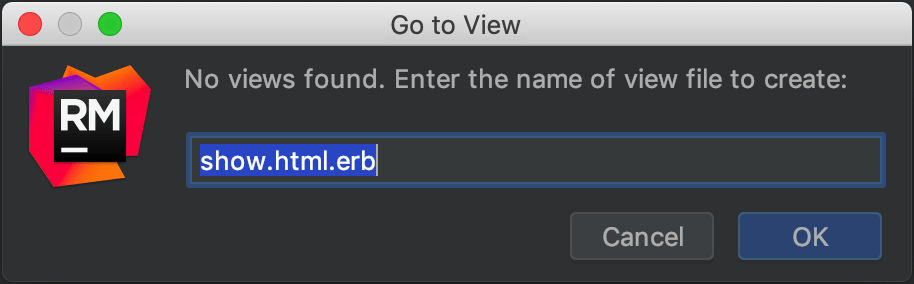 Go to View
RM
No views found. Enter the name of view file to create:
show.html.erb
Cancel
OK